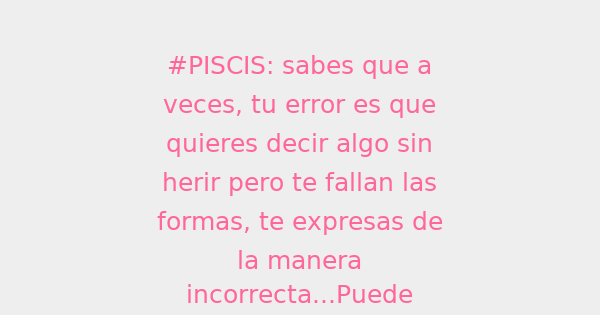 #PISCIS: sabes que a
veces, tu error es que
quieres decir algo sin
herir pero te fallan las
formas, te expresas de
la manera
incorrecta...Puede